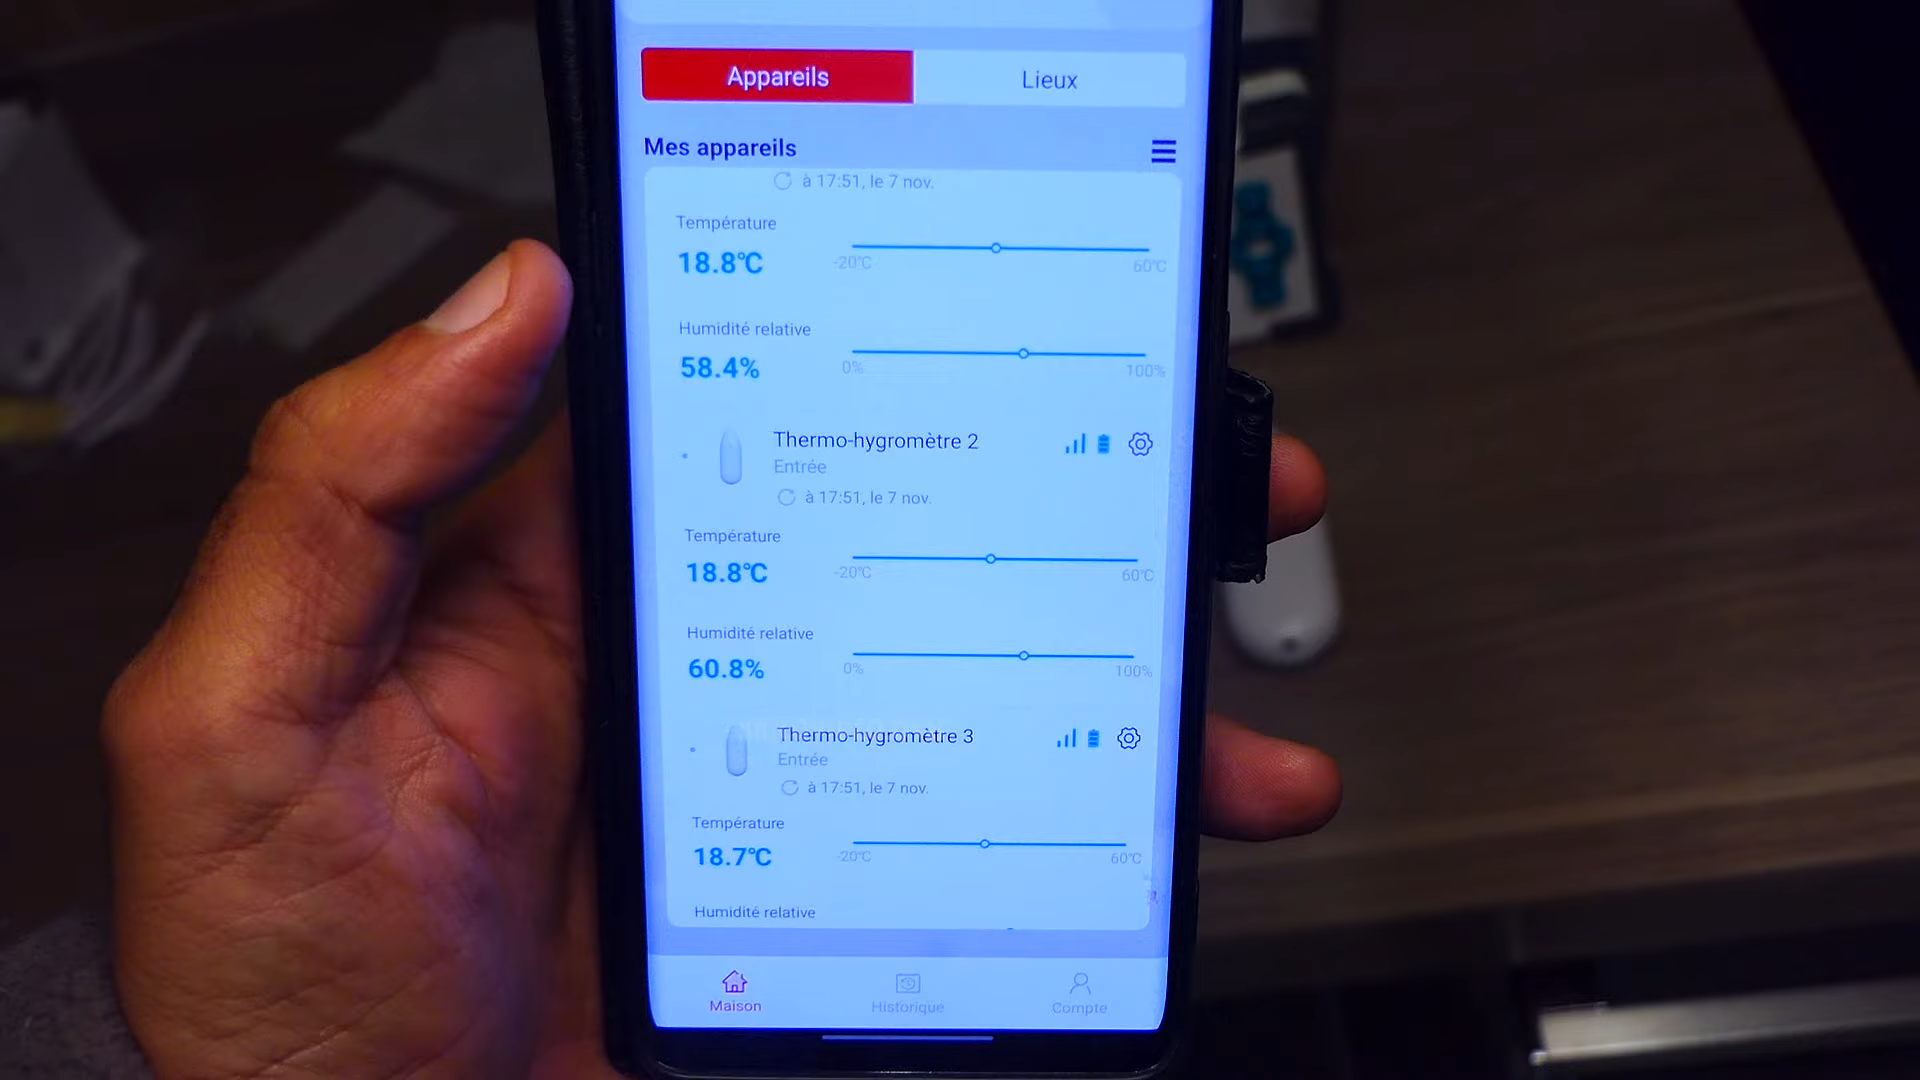 Appareils
Lieux
Mes appareils
à 17:51, le 7 nov.
Température
18.8°C
-20°C
60°C
Humidité relative
58.4%
0%
100%
Thermo-hygromètre 2
Entrée
à 17:51, le 7 nov.
Température
18.8°C
-20°C
60°C
Humidité relative
60.8%
0%
100%
Thermo-hygromètre 3
Entrée
à 17:51, le 7 nov.
Température
18.7°C
-20°C
60°C
Humidité relative
Maison
Historique
Compte